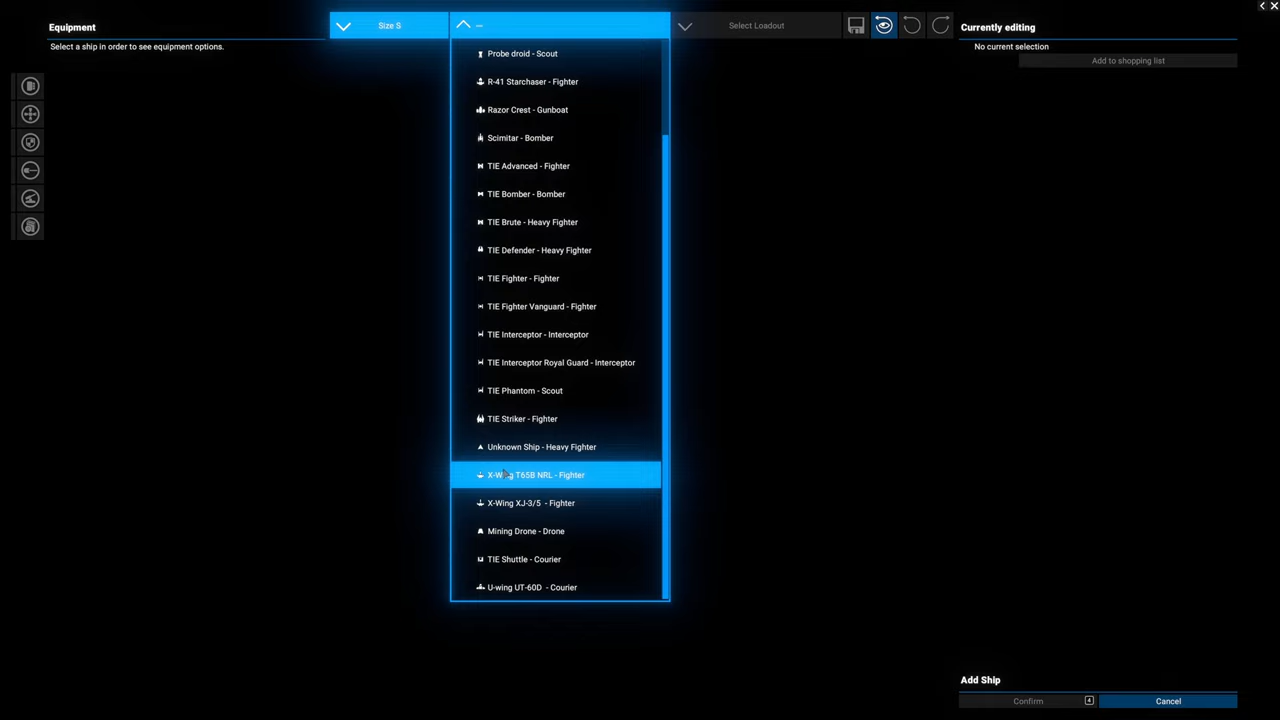 Equipment
Select a ship in order to see equipment options.
Size S
–
Select Loadout
Currently editing
No current selection
Add to shopping list
Probe droid - Scout
R-41 Starchaser - Fighter
Razor Crest - Gunboat
Scimitar - Bomber
TIE Advanced - Fighter
TIE Bomber - Bomber
TIE Brute - Heavy Fighter
TIE Defender - Heavy Fighter
TIE Fighter - Fighter
TIE Fighter Vanguard - Fighter
TIE Interceptor - Interceptor
TIE Interceptor Royal Guard - Interceptor
TIE Phantom - Scout
TIE Striker - Fighter
Unknown Ship - Heavy Fighter
X-Wing T65B NRL - Fighter
X-Wing XJ-3/5 - Fighter
Mining Drone - Drone
TIE Shuttle - Courier
U-wing UT-60D - Courier
Add Ship
Confirm
Cancel